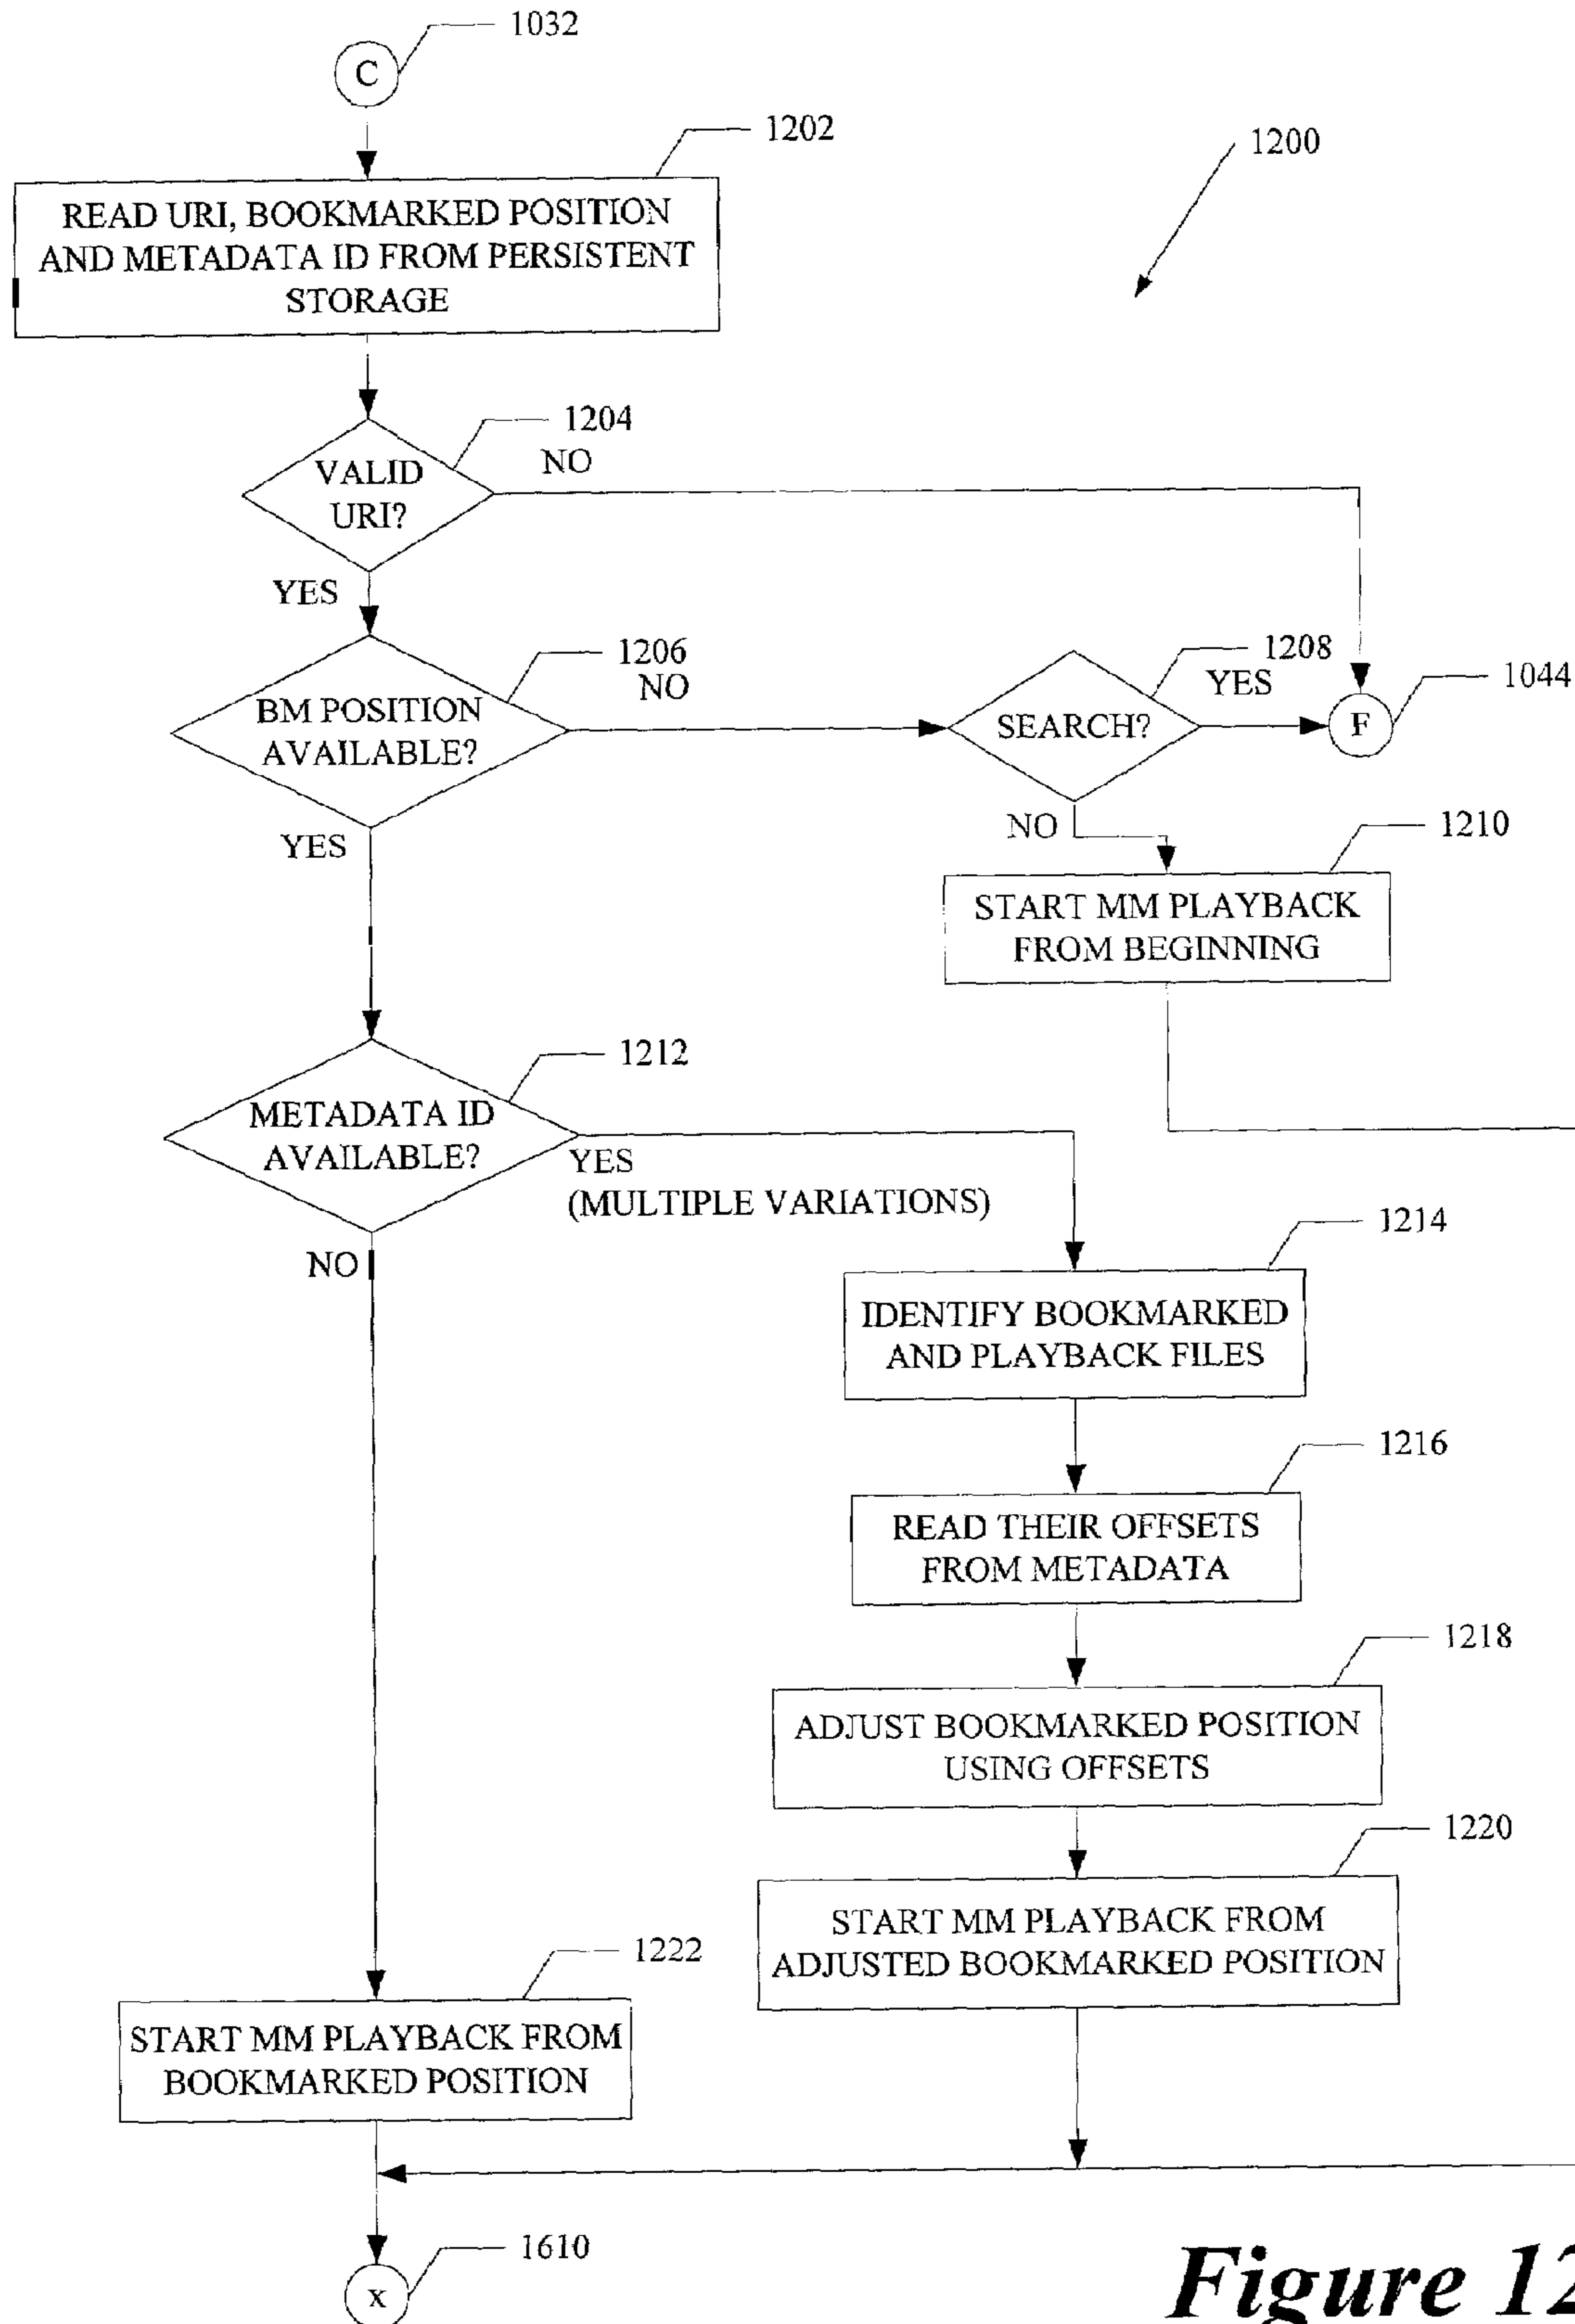 1032
C
1202
1200
READ URI, BOOKMARKED POSITION
AND METADATA ID FROM PERSISTENT
STORAGE
1204
VALID
URI?
NO
YES
1206
NO
BM POSITION
AVAILABLE?
1208
YES
SEARCH?
F
1044
YES
NO
1210
START MM PLAYBACK
FROM BEGINNING
1212
METADATA ID
AVAILABLE?
YES
(MULTIPLE VARIATIONS)
NO
1214
IDENTIFY BOOKMARKED
AND PLAYBACK FILES
1216
READ THEIR OFFSETS
FROM METADATA
1218
ADJUST BOOKMARKED POSITION
USING OFFSETS
1220
START MM PLAYBACK FROM
ADJUSTED BOOKMARKED POSITION
1222
START MM PLAYBACK FROM
BOOKMARKED POSITION
1610
x
Figure 12